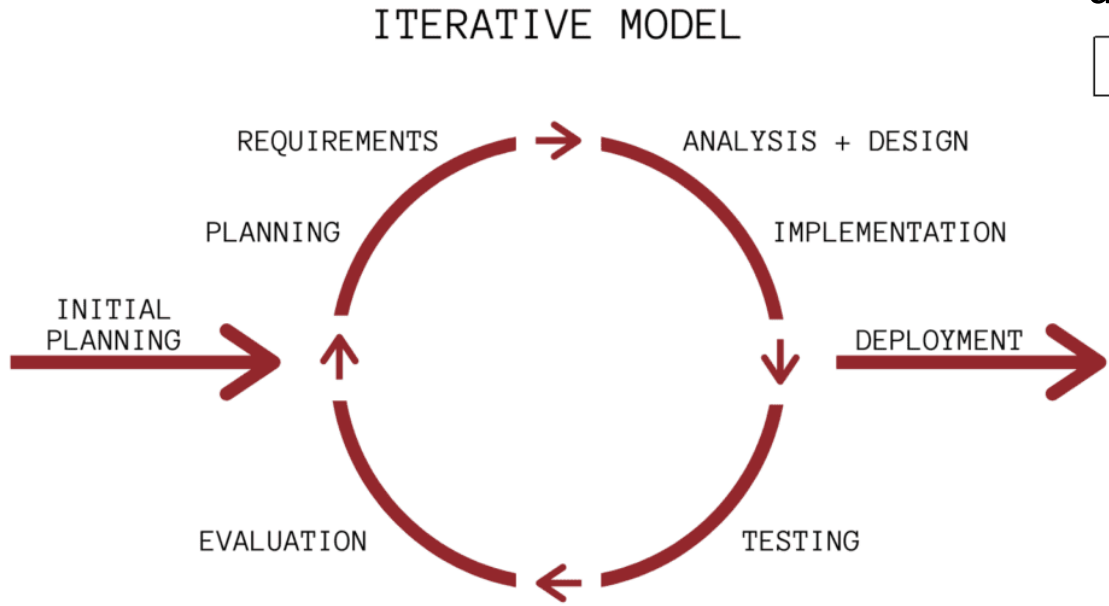 ITERATIVE MODEL
REQUIREMENTS
ANALYSIS + DESIGN
PLANNING
IMPLEMENTATION
INITIAL
PLANNING
DEPLOYMENT
EVALUATION
TESTING